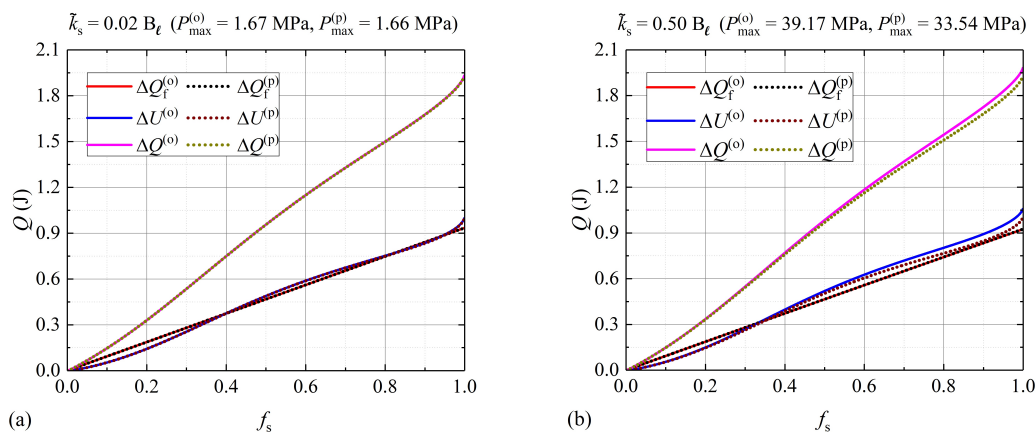 k̃s = 0.02 Bℓ (P(o)max = 1.67 MPa, P(p)max = 1.66 MPa)
2.1
1.8
1.5
1.2
0.9
0.6
0.3
0.0
Q (J)
ΔQf(o) ΔQf(p)
ΔU(o) ΔU(p)
ΔQ(o) ΔQ(p)
0.0 0.2 0.4 0.6 0.8 1.0
(a) fs
k̃s = 0.50 Bℓ (P(o)max = 39.17 MPa, P(p)max = 33.54 MPa)
2.1
1.8
1.5
1.2
0.9
0.6
0.3
0.0
Q (J)
ΔQf(o) ΔQf(p)
ΔU(o) ΔU(p)
ΔQ(o) ΔQ(p)
0.0 0.2 0.4 0.6 0.8 1.0
(b) fs